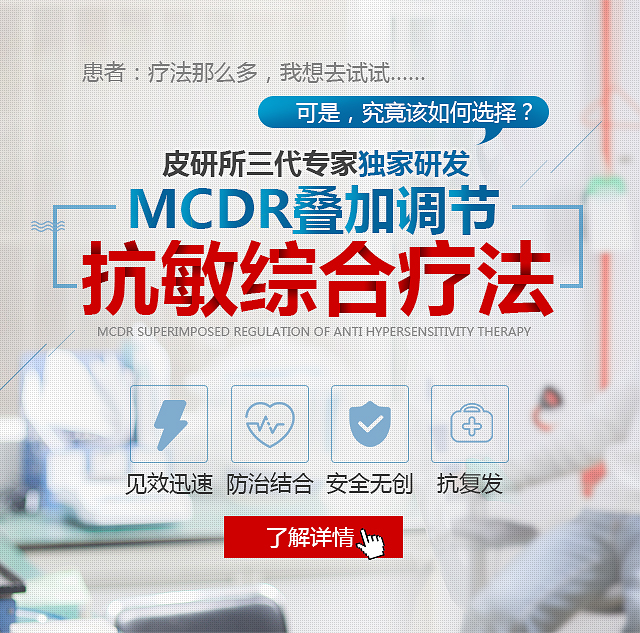 患者：疗法那么多，我想去试试......
可是，究竟该如何选择？
皮研所三代专家独家研发
MCDR叠加调节
抗敏综合疗法
MCDR SUPERIMPOSED REGULATION OF ANTI HYPERSENSITIVITY THERAPY
见效迅速 防治结合 安全无创 抗复发
了解详情